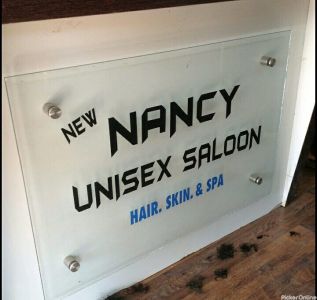 NEW
NANCY
UNISEX SALOON
HAIR. SKIN. & SPA
PickerOnline